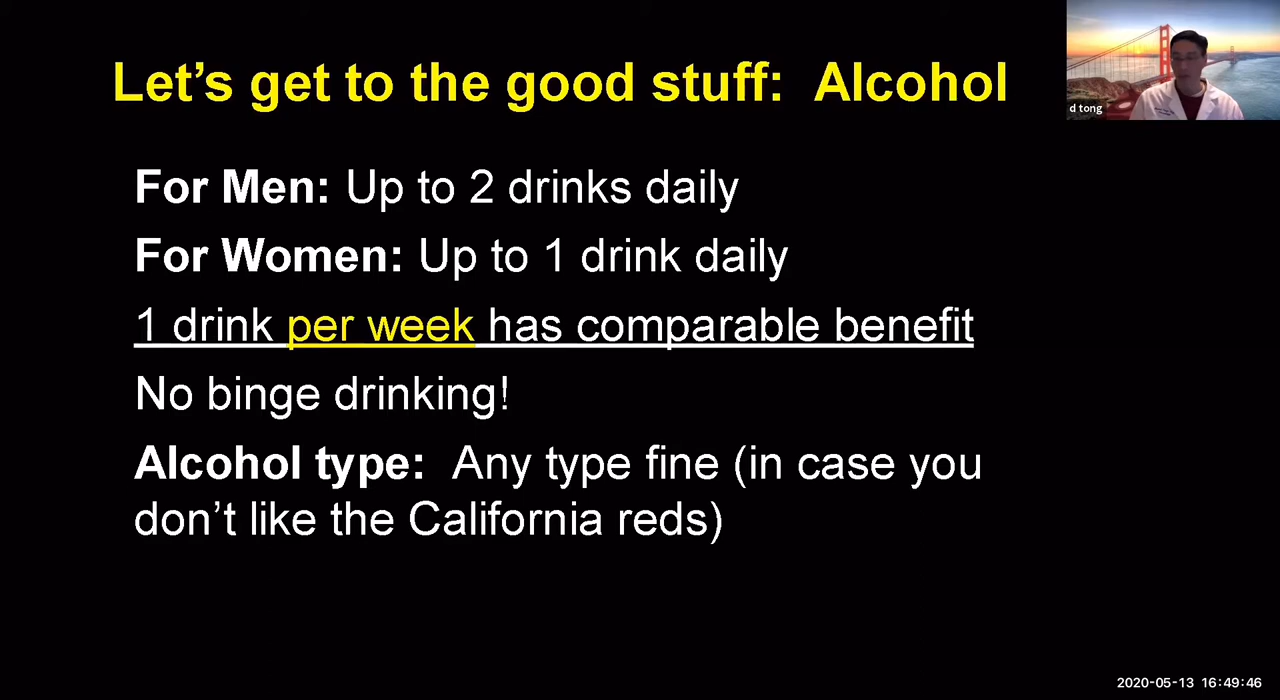 Let's get to the good stuff:  Alcohol
d tong
For Men: Up to 2 drinks daily
For Women: Up to 1 drink daily
1 drink per week has comparable benefit
No binge drinking!
Alcohol type:  Any type fine (in case you
don't like the California reds)
2020-05-13 16:49:46